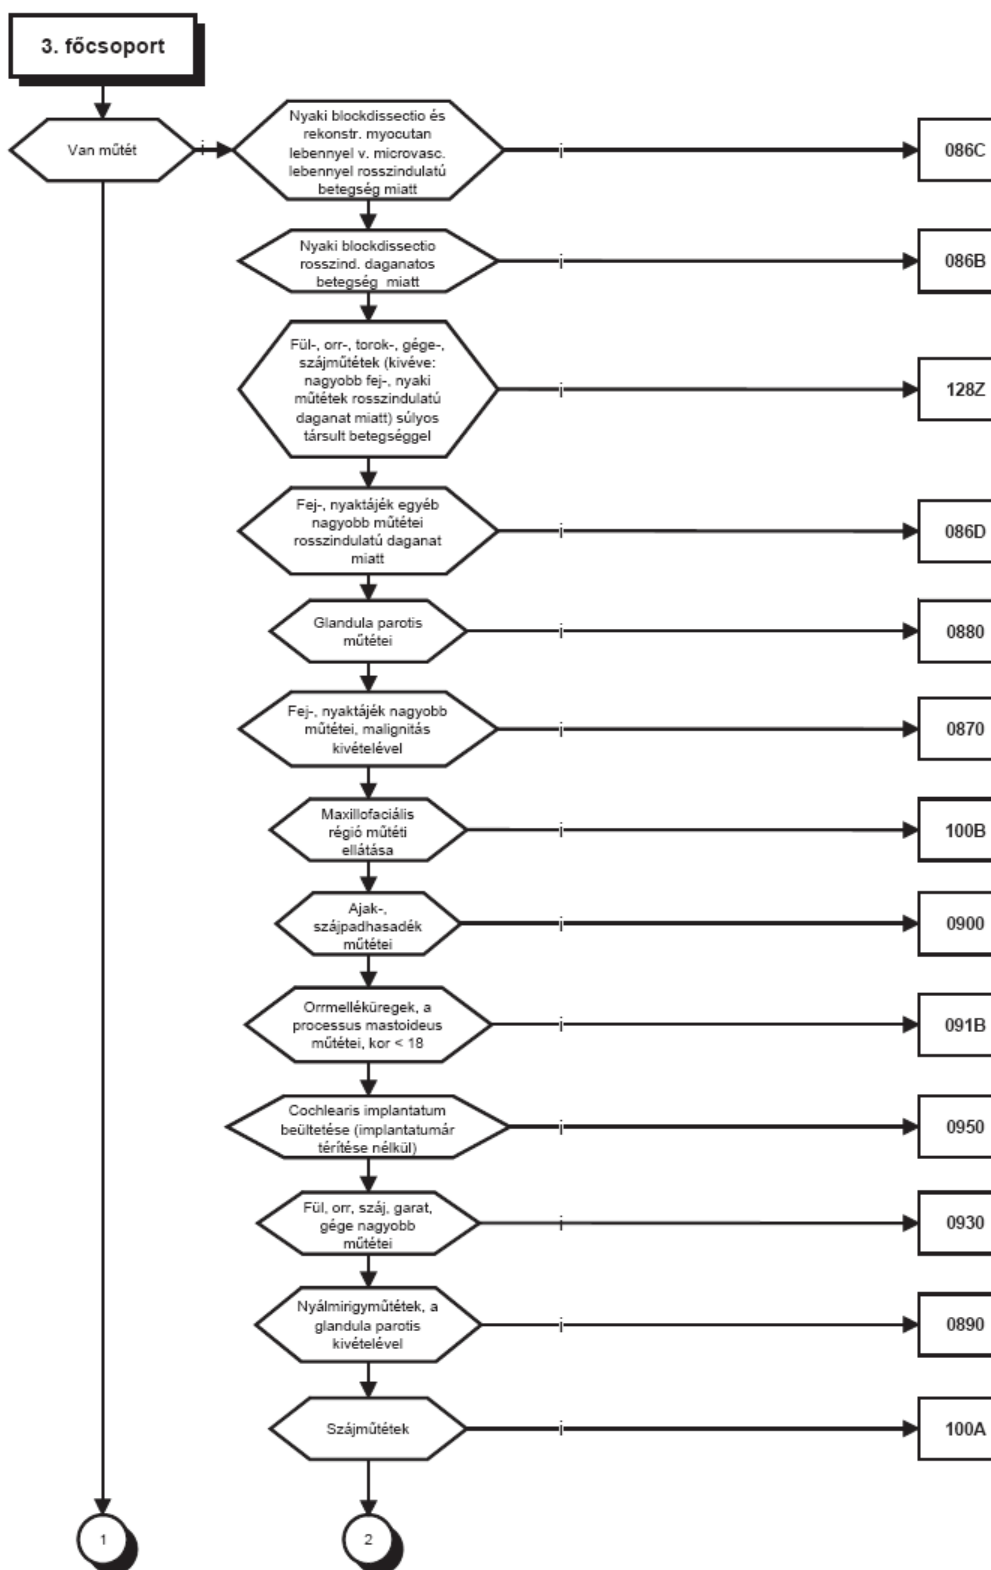 3. főcsoport
Van műtét
i
Nyaki blockdissectio és
rekonstr. myocutan
lebennyel v. microvasc.
lebennyel rosszindulatú
betegség miatt
i
086C
Nyaki blockdissectio
rosszind. daganatos
betegség miatt
i
086B
Fül-, orr-, torok-, gége-,
szájműtétek (kivéve:
nagyobb fej-, nyaki
műtétek rosszindulatú
daganat miatt) súlyos
társult betegséggel
i
128Z
Fej-, nyaktájék egyéb
nagyobb műtétei
rosszindulatú daganat
miatt
i
086D
Glandula parotis
műtétei
i
0880
Fej-, nyaktájék nagyobb
műtétei, malignitás
kivételével
i
0870
Maxillofaciális
régió műtéti
ellátása
i
100B
Ajak-,
szájpadhasadék
műtétei
i
0900
Orrmelléküregek, a
processus mastoideus
műtétei, kor < 18
i
091B
Cochlearis implantatum
beültetése (implantatumár
térítése nélkül)
i
0950
Fül, orr, száj, garat,
gége nagyobb
műtétei
i
0930
Nyálmirigyműtétek, a
glandula parotis
kivételével
i
0890
Szájműtétek
i
100A
1
2